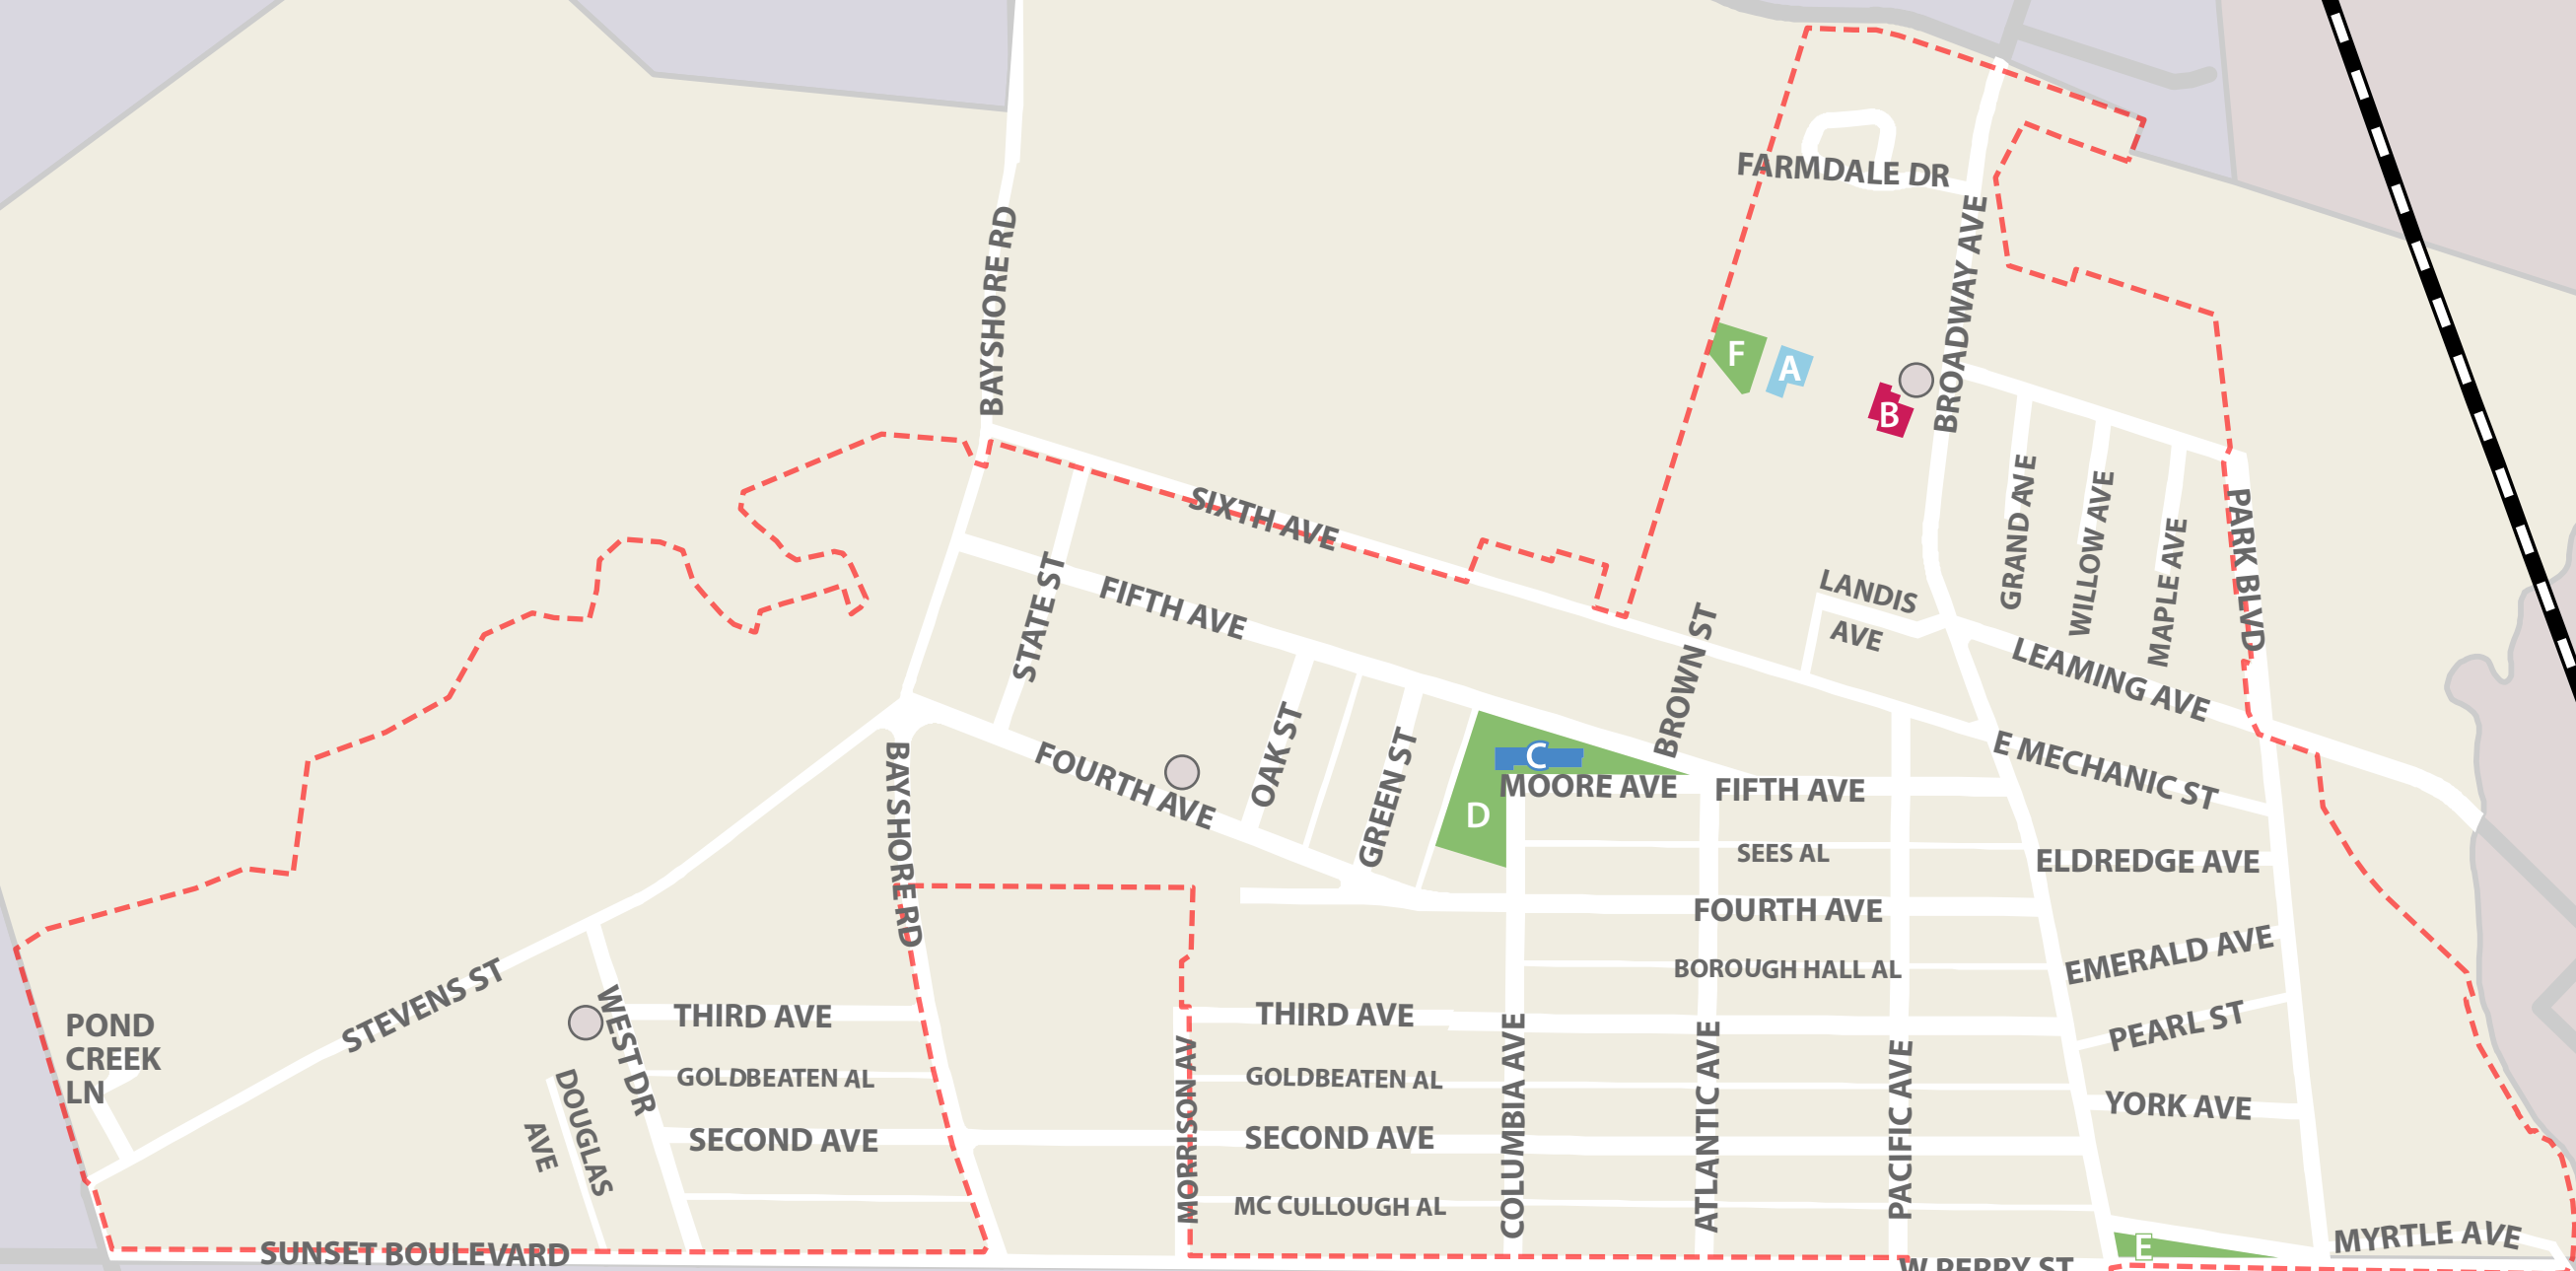 FARMDALE DR
BAYSHORE RD
BROADWAY AVE
F
A
B
SIXTH AVE
GRAND AVE
WILLOW AVE
MAPLE AVE
PARK BLVD
STATE ST
FIFTH AVE
LANDIS
AVE
BROWN ST
LEAMING AVE
OAK ST
GREEN ST
FOURTH AVE
BAYSHORE RD
C
MOORE AVE
FIFTH AVE
E MECHANIC ST
D
SEES AL
ELDREDGE AVE
FOURTH AVE
BOROUGH HALL AL
EMERALD AVE
STEVENS ST
POND
CREEK
LN
WEST DR
THIRD AVE
THIRD AVE
PEARL ST
GOLDBEATEN AL
GOLDBEATEN AL
DOUGLAS
AVE
SECOND AVE
MORRISON AV
SECOND AVE
COLUMBIA AVE
ATLANTIC AVE
PACIFIC AVE
YORK AVE
MC CULLOUGH AL
SUNSET BOULEVARD
W PERRY ST
E
MYRTLE AVE